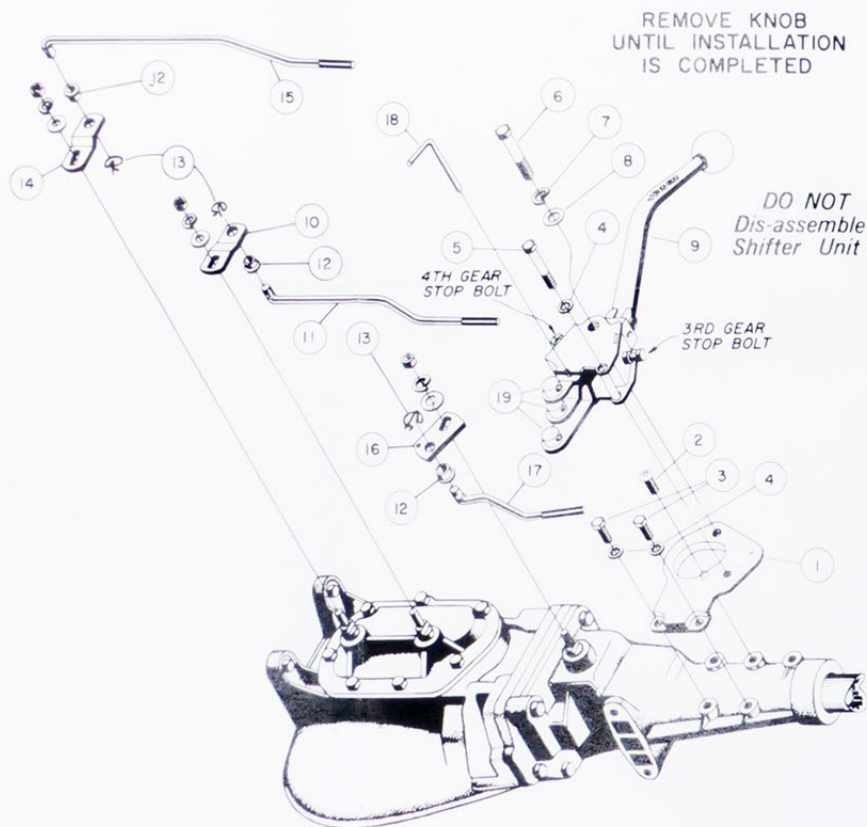 REMOVE KNOB
UNTIL INSTALLATION
IS COMPLETED
14
12
15
18
6
7
8
13
10
12
11
5
4
9
DO NOT
Dis-assemble
Shifter Unit
4TH GEAR
STOP BOLT
3RD GEAR
STOP BOLT
13
16
12
17
19
2
3
4
1